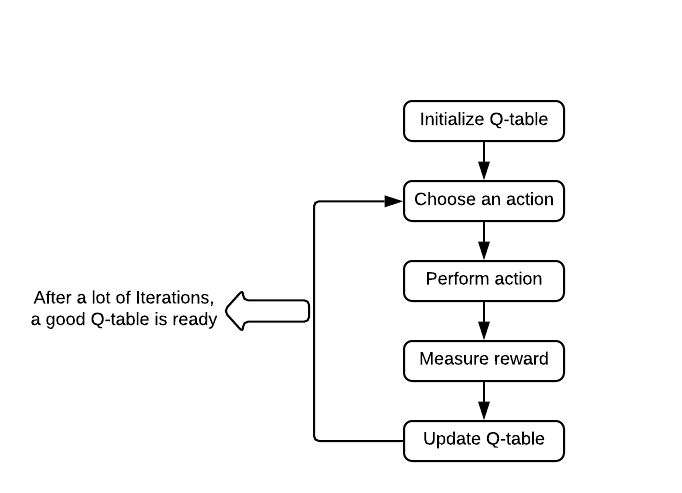 Initialize Q-table
Choose an action
Perform action
After a lot of Iterations,
a good Q-table is ready
Measure reward
Update Q-table